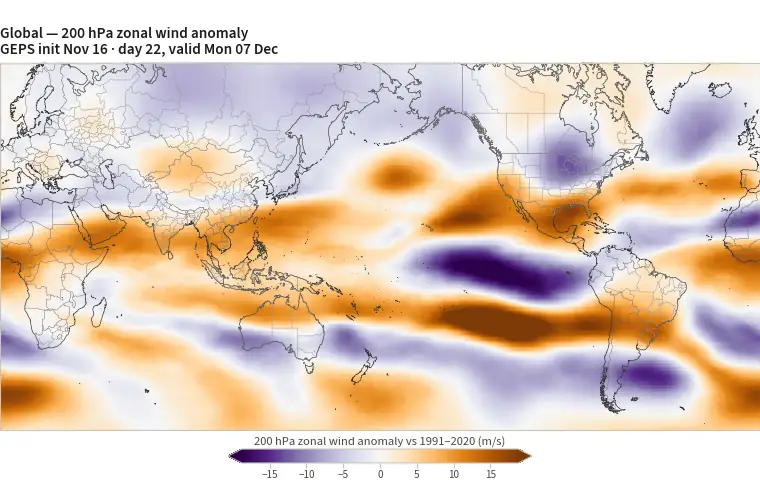 Global — 200 hPa zonal wind anomaly
GEPS init Nov 16 · day 22, valid Mon 07 Dec
200 hPa zonal wind anomaly vs 1991–2020 (m/s)
−15 −10 −5 0 5 10 15